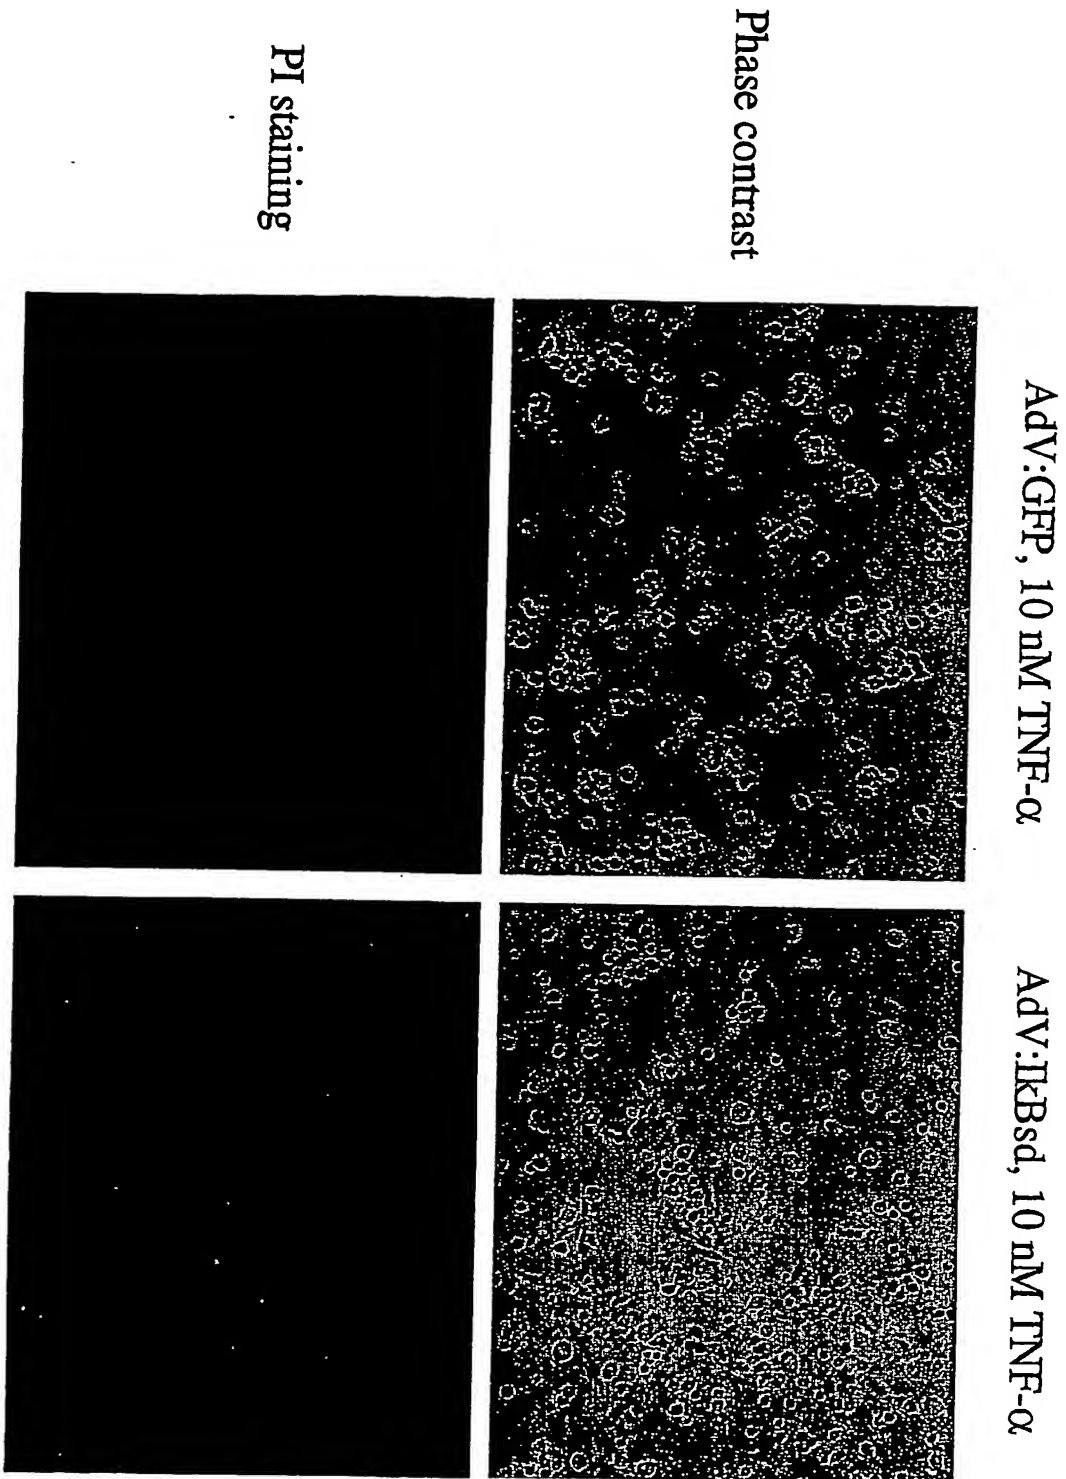 AdV:GFP, 10 nM TNF-α
AdV:IkBsd, 10 nM TNF-α
Phase contrast
PI staining